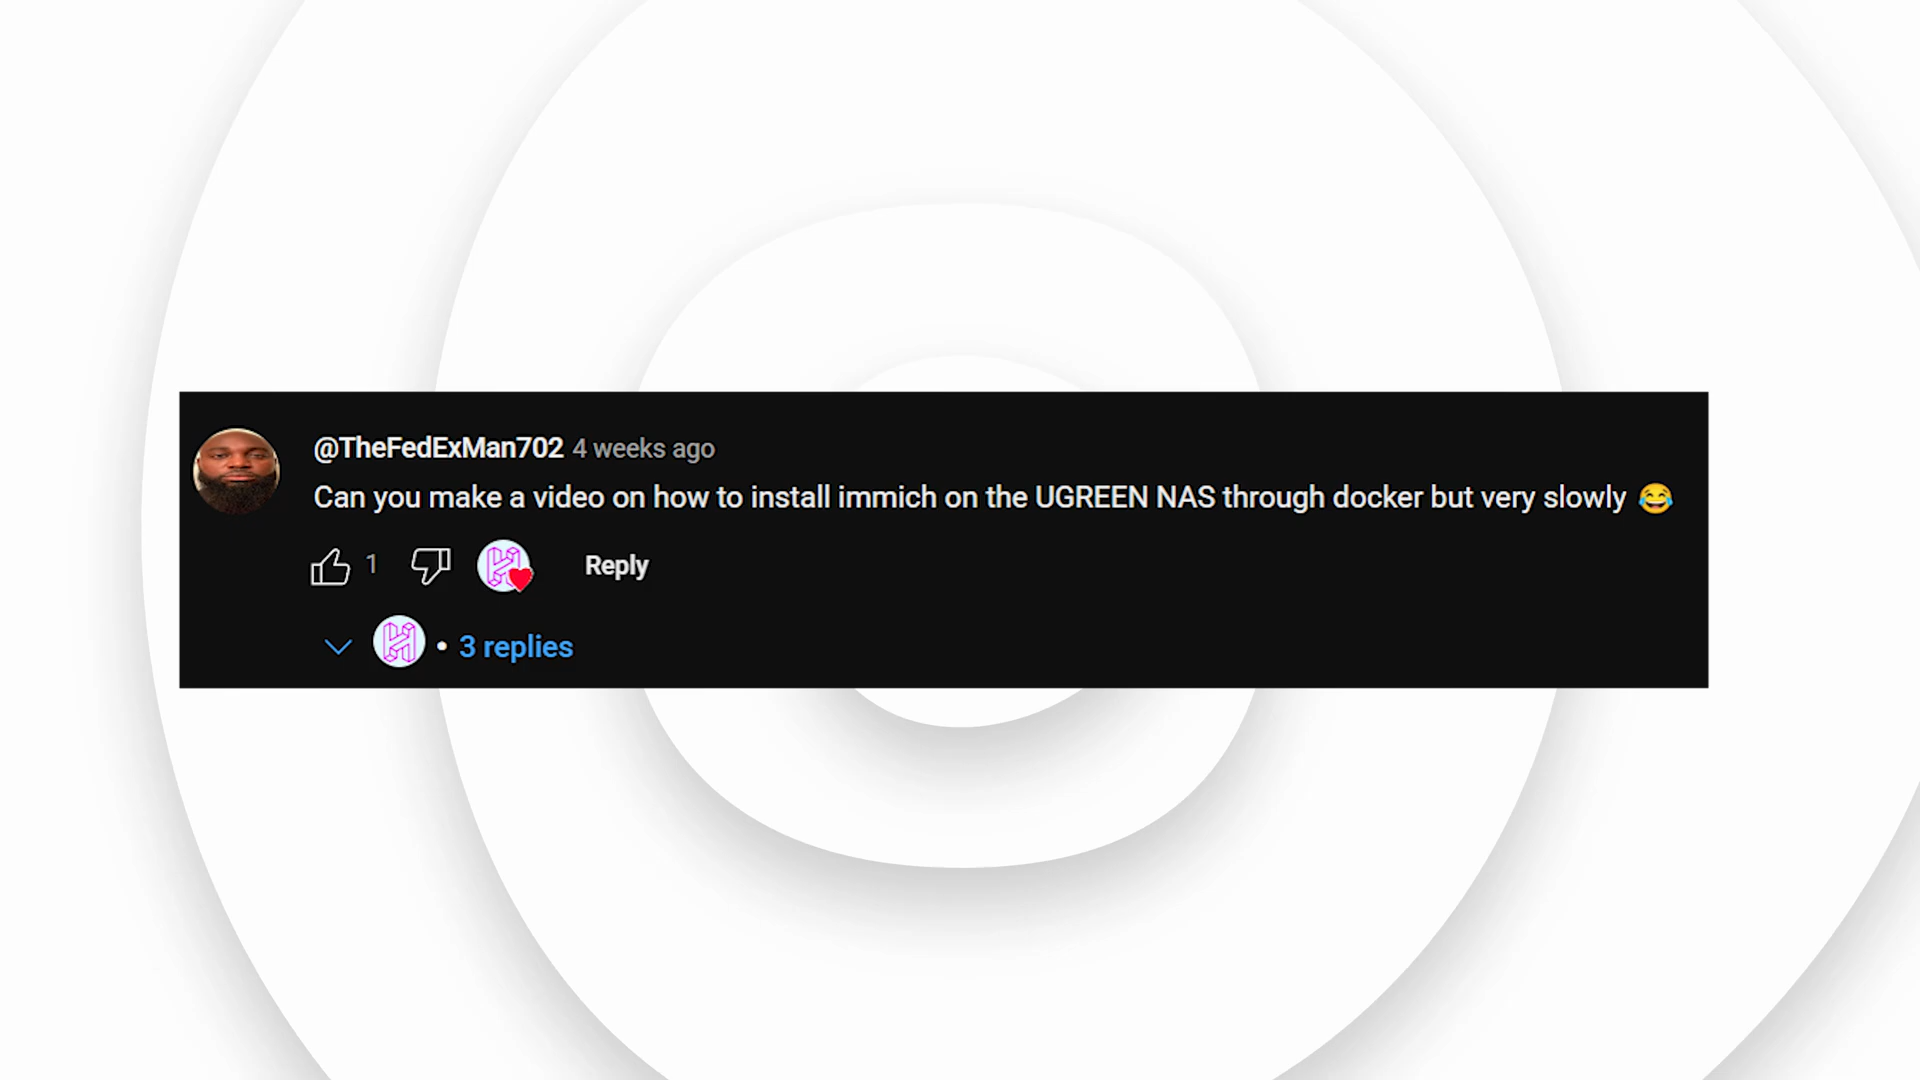 @TheFedExMan702 4 weeks ago
Can you make a video on how to install immich on the UGREEN NAS through docker but very slowly 😂
1 Reply
• 3 replies